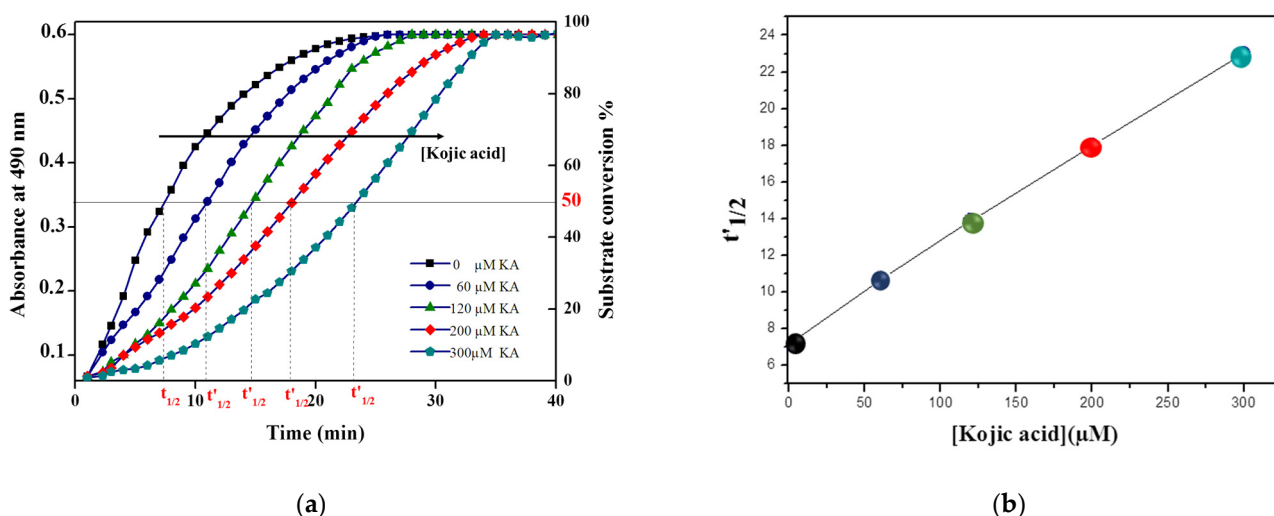 Absorbance at 490 nm
0.6
0.5
0.4
0.3
0.2
0.1
100
80
60
50
40
20
0
Substrate conversion %
[Kojic acid]
0 µM KA
60 µM KA
120 µM KA
200 µM KA
300µM KA
0 10 20 30 40
t1/2 t'1/2 t'1/2 t'1/2 t'1/2
Time (min)
(a)
t'1/2
24
22
20
18
16
14
12
10
8
6
0 50 100 150 200 250 300
[Kojic acid](µM)
(b)